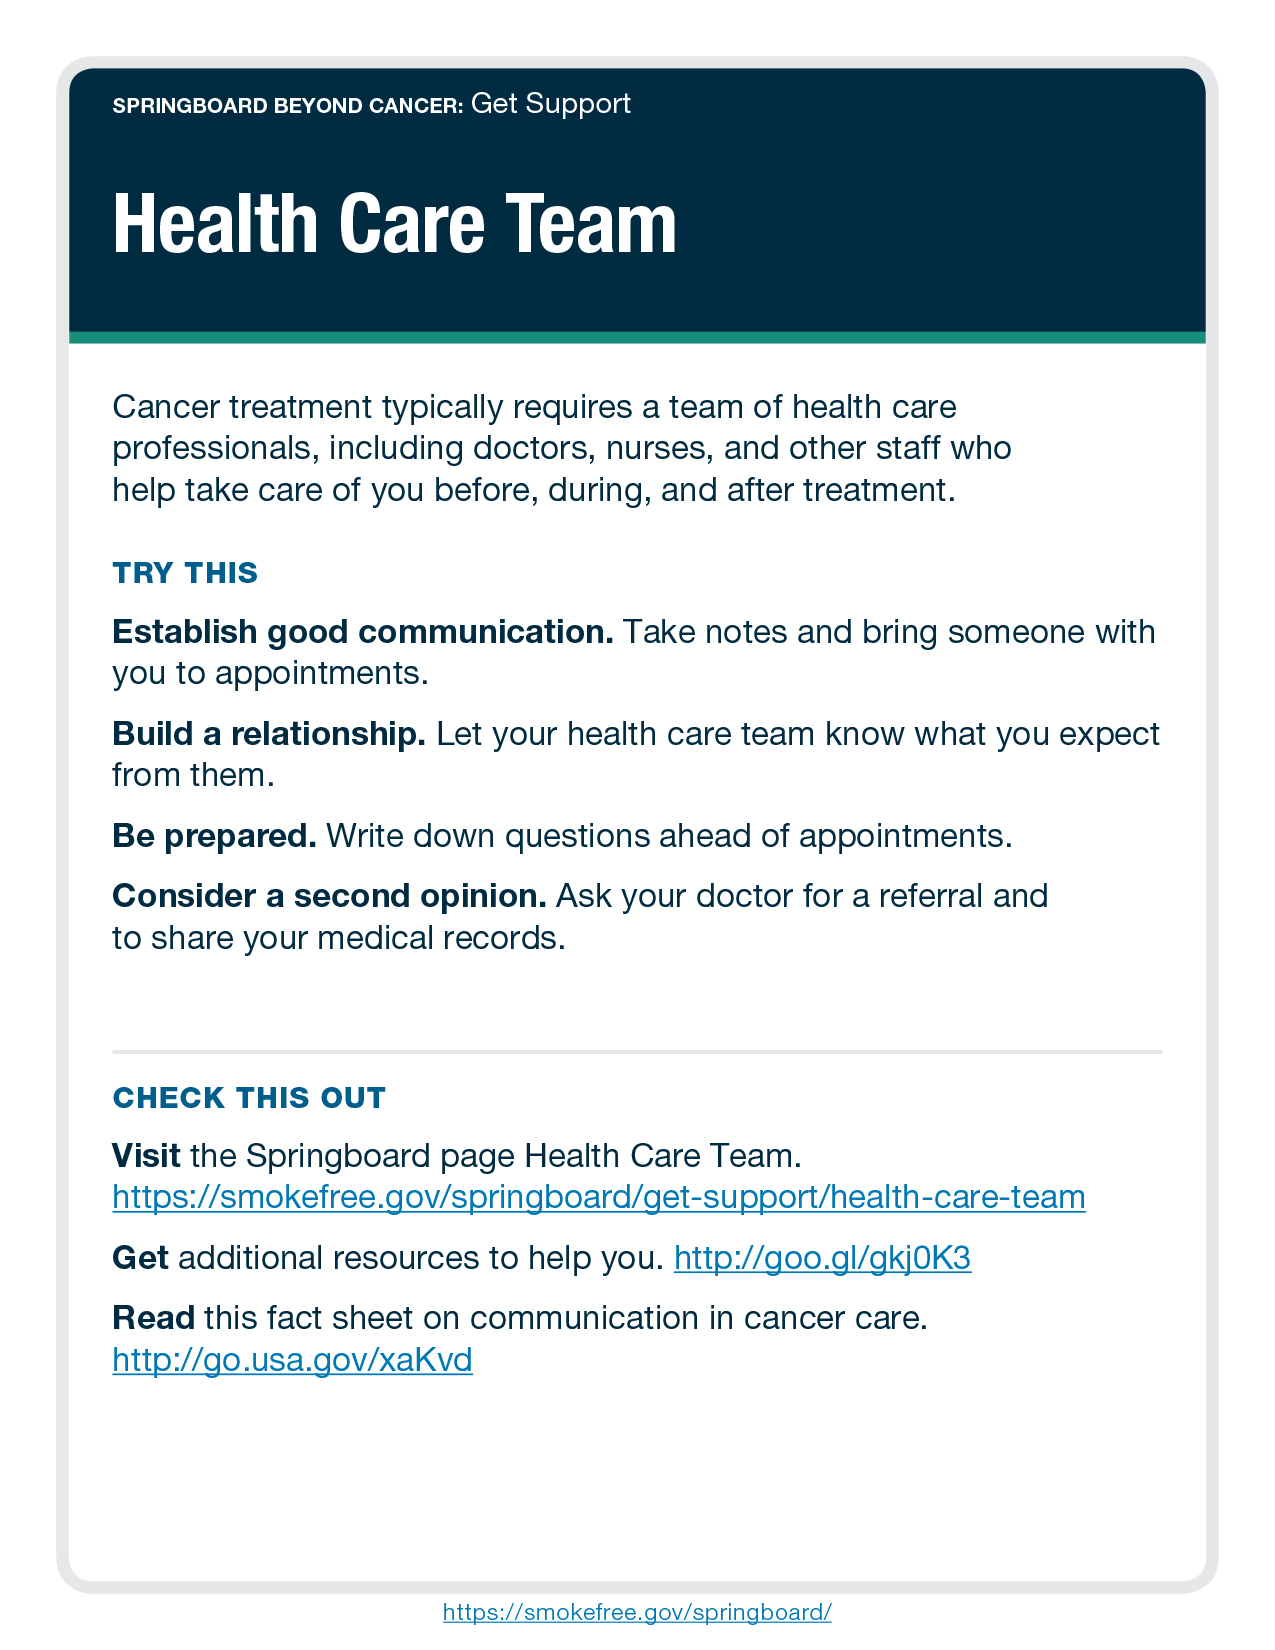 SPRINGBOARD BEYOND CANCER: Get Support
Health Care Team
Cancer treatment typically requires a team of health care
professionals, including doctors, nurses, and other staff who
help take care of you before, during, and after treatment.
TRY THIS
Establish good communication. Take notes and bring someone with
you to appointments.
Build a relationship. Let your health care team know what you expect
from them.
Be prepared. Write down questions ahead of appointments.
Consider a second opinion. Ask your doctor for a referral and
to share your medical records.
CHECK THIS OUT
Visit the Springboard page Health Care Team.
https://smokefree.gov/springboard/get-support/health-care-team
Get additional resources to help you. http://goo.gl/gkj0K3
Read this fact sheet on communication in cancer care.
http://go.usa.gov/xaKvd
https://smokefree.gov/springboard/